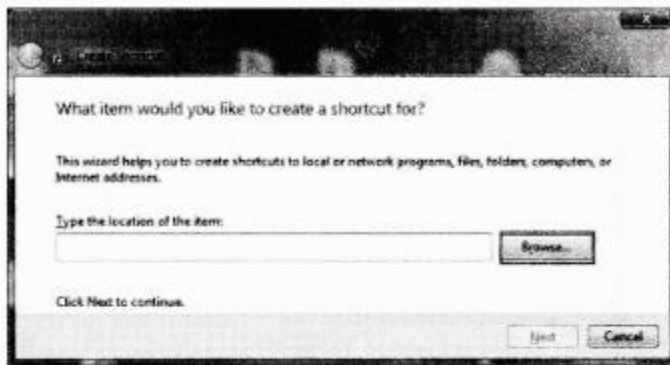 Create Shortcut
What item would you like to create a shortcut for?
This wizard helps you to create shortcuts to local or network programs, files, folders, computers, or
Internet addresses.
Type the location of the item:
Browse...
Click Next to continue.
Next Cancel